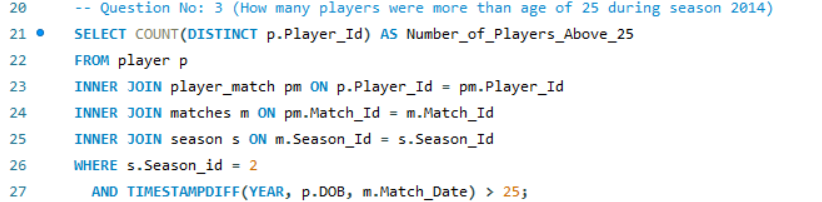 20 -- Question No: 3 (How many players were more than age of 25 during season 2014)
21 SELECT COUNT(DISTINCT p.Player_Id) AS Number_of_Players_Above_25
22 FROM player p
23 INNER JOIN player_match pm ON p.Player_Id = pm.Player_Id
24 INNER JOIN matches m ON pm.Match_Id = m.Match_Id
25 INNER JOIN season s ON m.Season_Id = s.Season_Id
26 WHERE s.Season_id = 2
27 AND TIMESTAMPDIFF(YEAR, p.DOB, m.Match_Date) > 25;